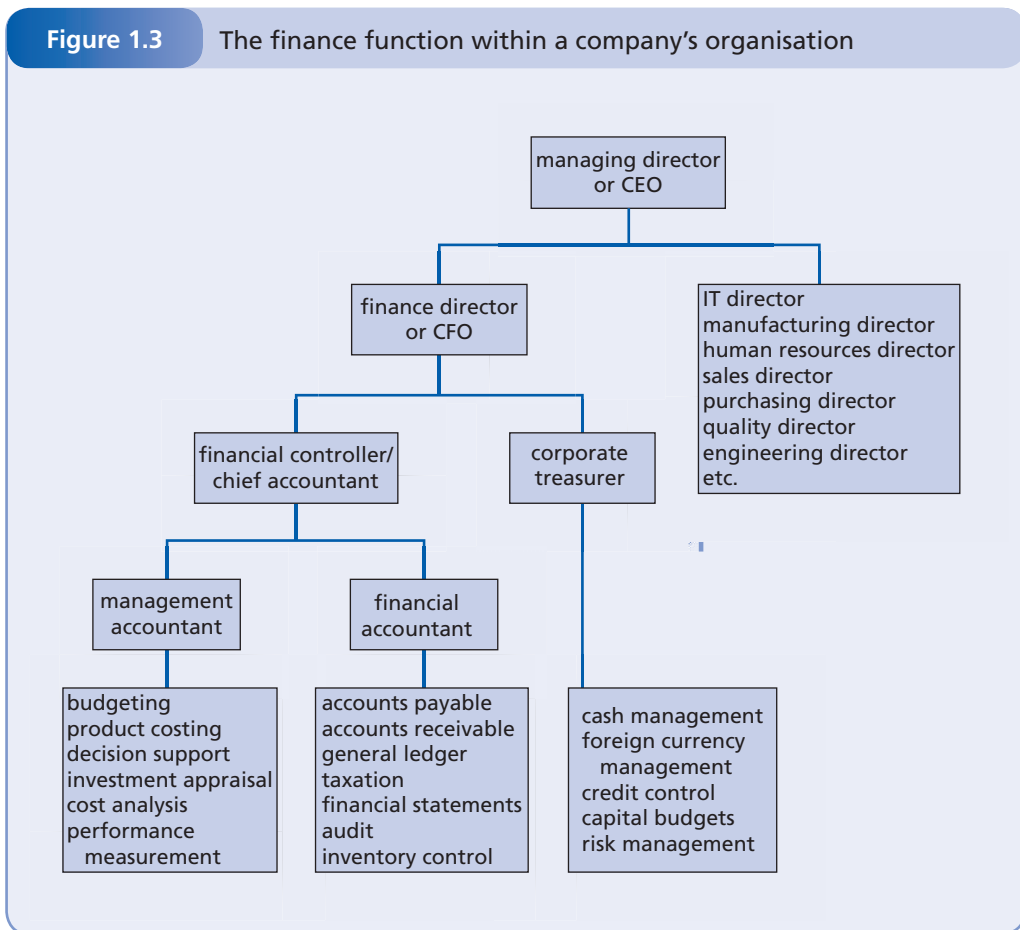 Figure 1.3
The finance function within a company's organisation
managing director
or CEO
finance director
or CFO
IT director
manufacturing director
human resources director
sales director
purchasing director
quality director
engineering director
etc.
financial controller/
chief accountant
corporate
treasurer
management
accountant
financial
accountant
budgeting
product costing
decision support
investment appraisal
cost analysis
performance
measurement
accounts payable
accounts receivable
general ledger
taxation
financial statements
audit
inventory control
cash management
foreign currency
management
credit control
capital budgets
risk management